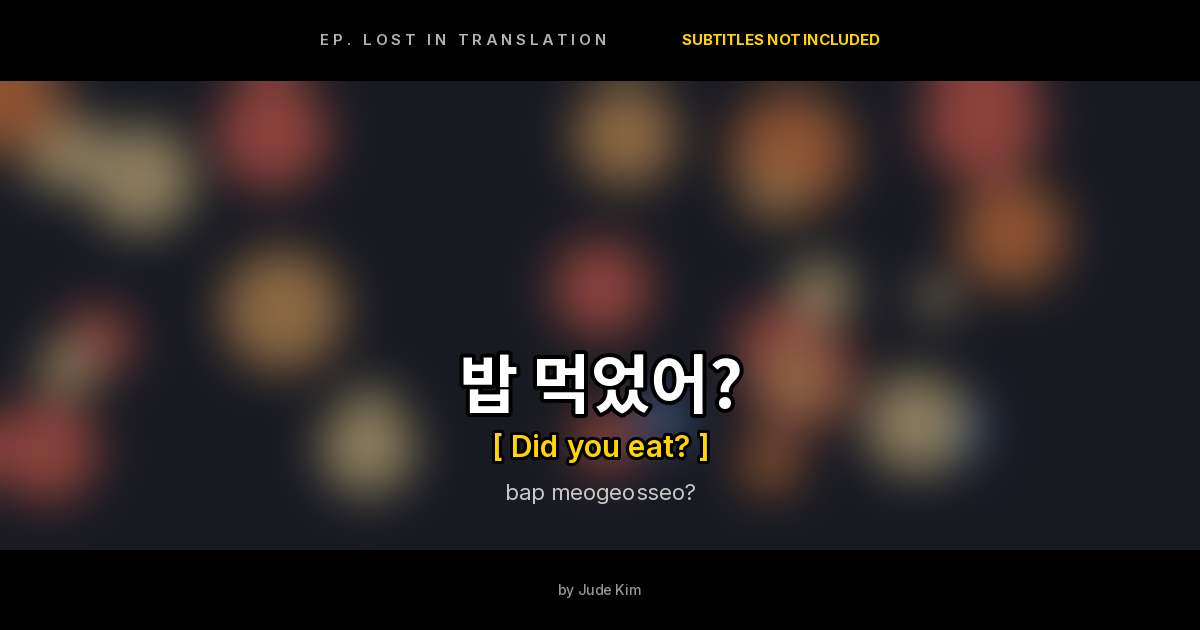 EP. LOST IN TRANSLATION SUBTITLES NOT INCLUDED
밥 먹었어?
[ Did you eat? ]
bap meogeosseo?
by Jude Kim